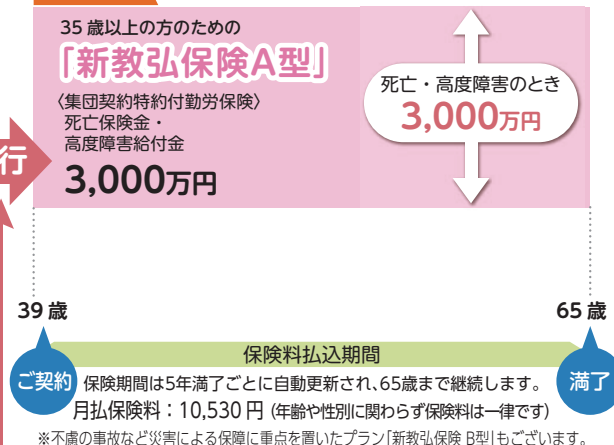 35歳以上の方のための
「新教弘保険A型」
〈集団契約特約付勤労保険〉
死亡保険金・
高度障害給付金
3,000万円
死亡・高度障害のとき
3,000万円
行
39歳
65歳
保険料払込期間
ご契約
満了
保険期間は5年満了ごとに自動更新され、65歳まで継続します。
月払保険料：10,530円（年齢や性別に関わらず保険料は一律です）
※不慮の事故など災害による保障に重点を置いたプラン「新教弘保険 B型」もございます。